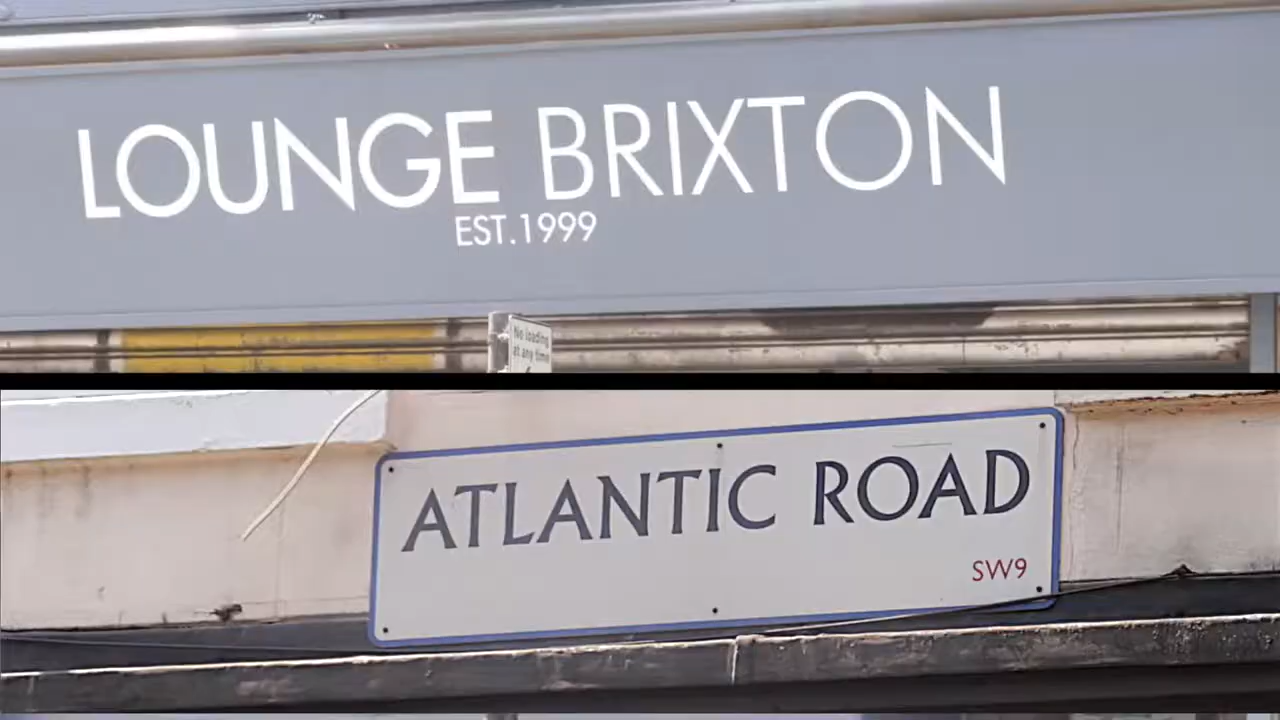 LOUNGE BRIXTON
EST.1999
No loading
at any time
ATLANTIC ROAD
SW9